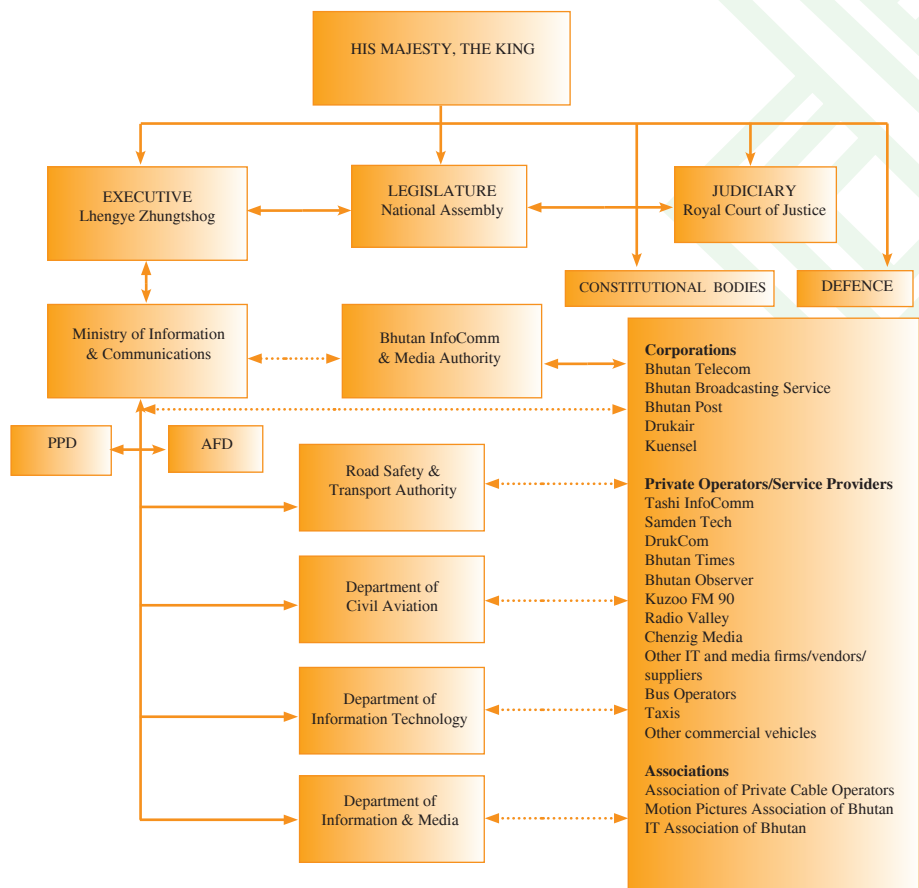 HIS MAJESTY, THE KING
EXECUTIVE
Lhengye Zhungtshog
LEGISLATURE
National Assembly
JUDICIARY
Royal Court of Justice
CONSTITUTIONAL BODIES
DEFENCE
Ministry of Information
& Communications
Bhutan InfoComm
& Media Authority
PPD
AFD
Road Safety &
Transport Authority
Department of
Civil Aviation
Department of
Information Technology
Department of
Information & Media
Corporations
Bhutan Telecom
Bhutan Broadcasting Service
Bhutan Post
Drukair
Kuensel
Private Operators/Service Providers
Tashi InfoComm
Samden Tech
DrukCom
Bhutan Times
Bhutan Observer
Kuzoo FM 90
Radio Valley
Chenzig Media
Other IT and media firms/vendors/
suppliers
Bus Operators
Taxis
Other commercial vehicles
Associations
Association of Private Cable Operators
Motion Pictures Association of Bhutan
IT Association of Bhutan